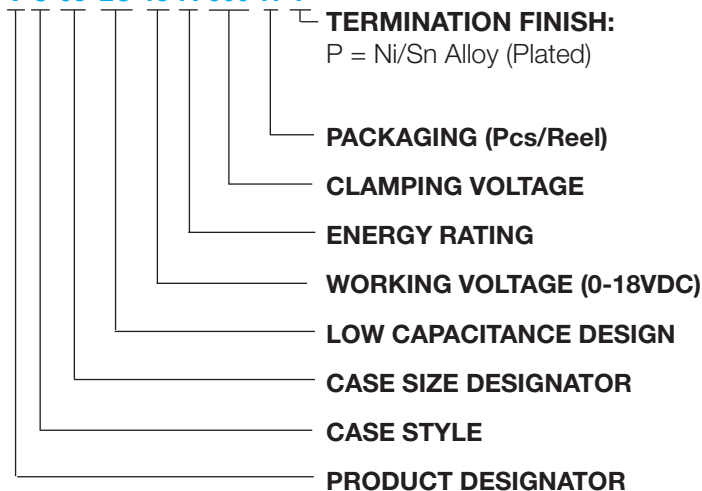 TERMINATION FINISH:
P = Ni/Sn Alloy (Plated)
PACKAGING (Pcs/Reel)
CLAMPING VOLTAGE
ENERGY RATING
WORKING VOLTAGE (0-18VDC)
LOW CAPACITANCE DESIGN
CASE SIZE DESIGNATOR
CASE STYLE
PRODUCT DESIGNATOR